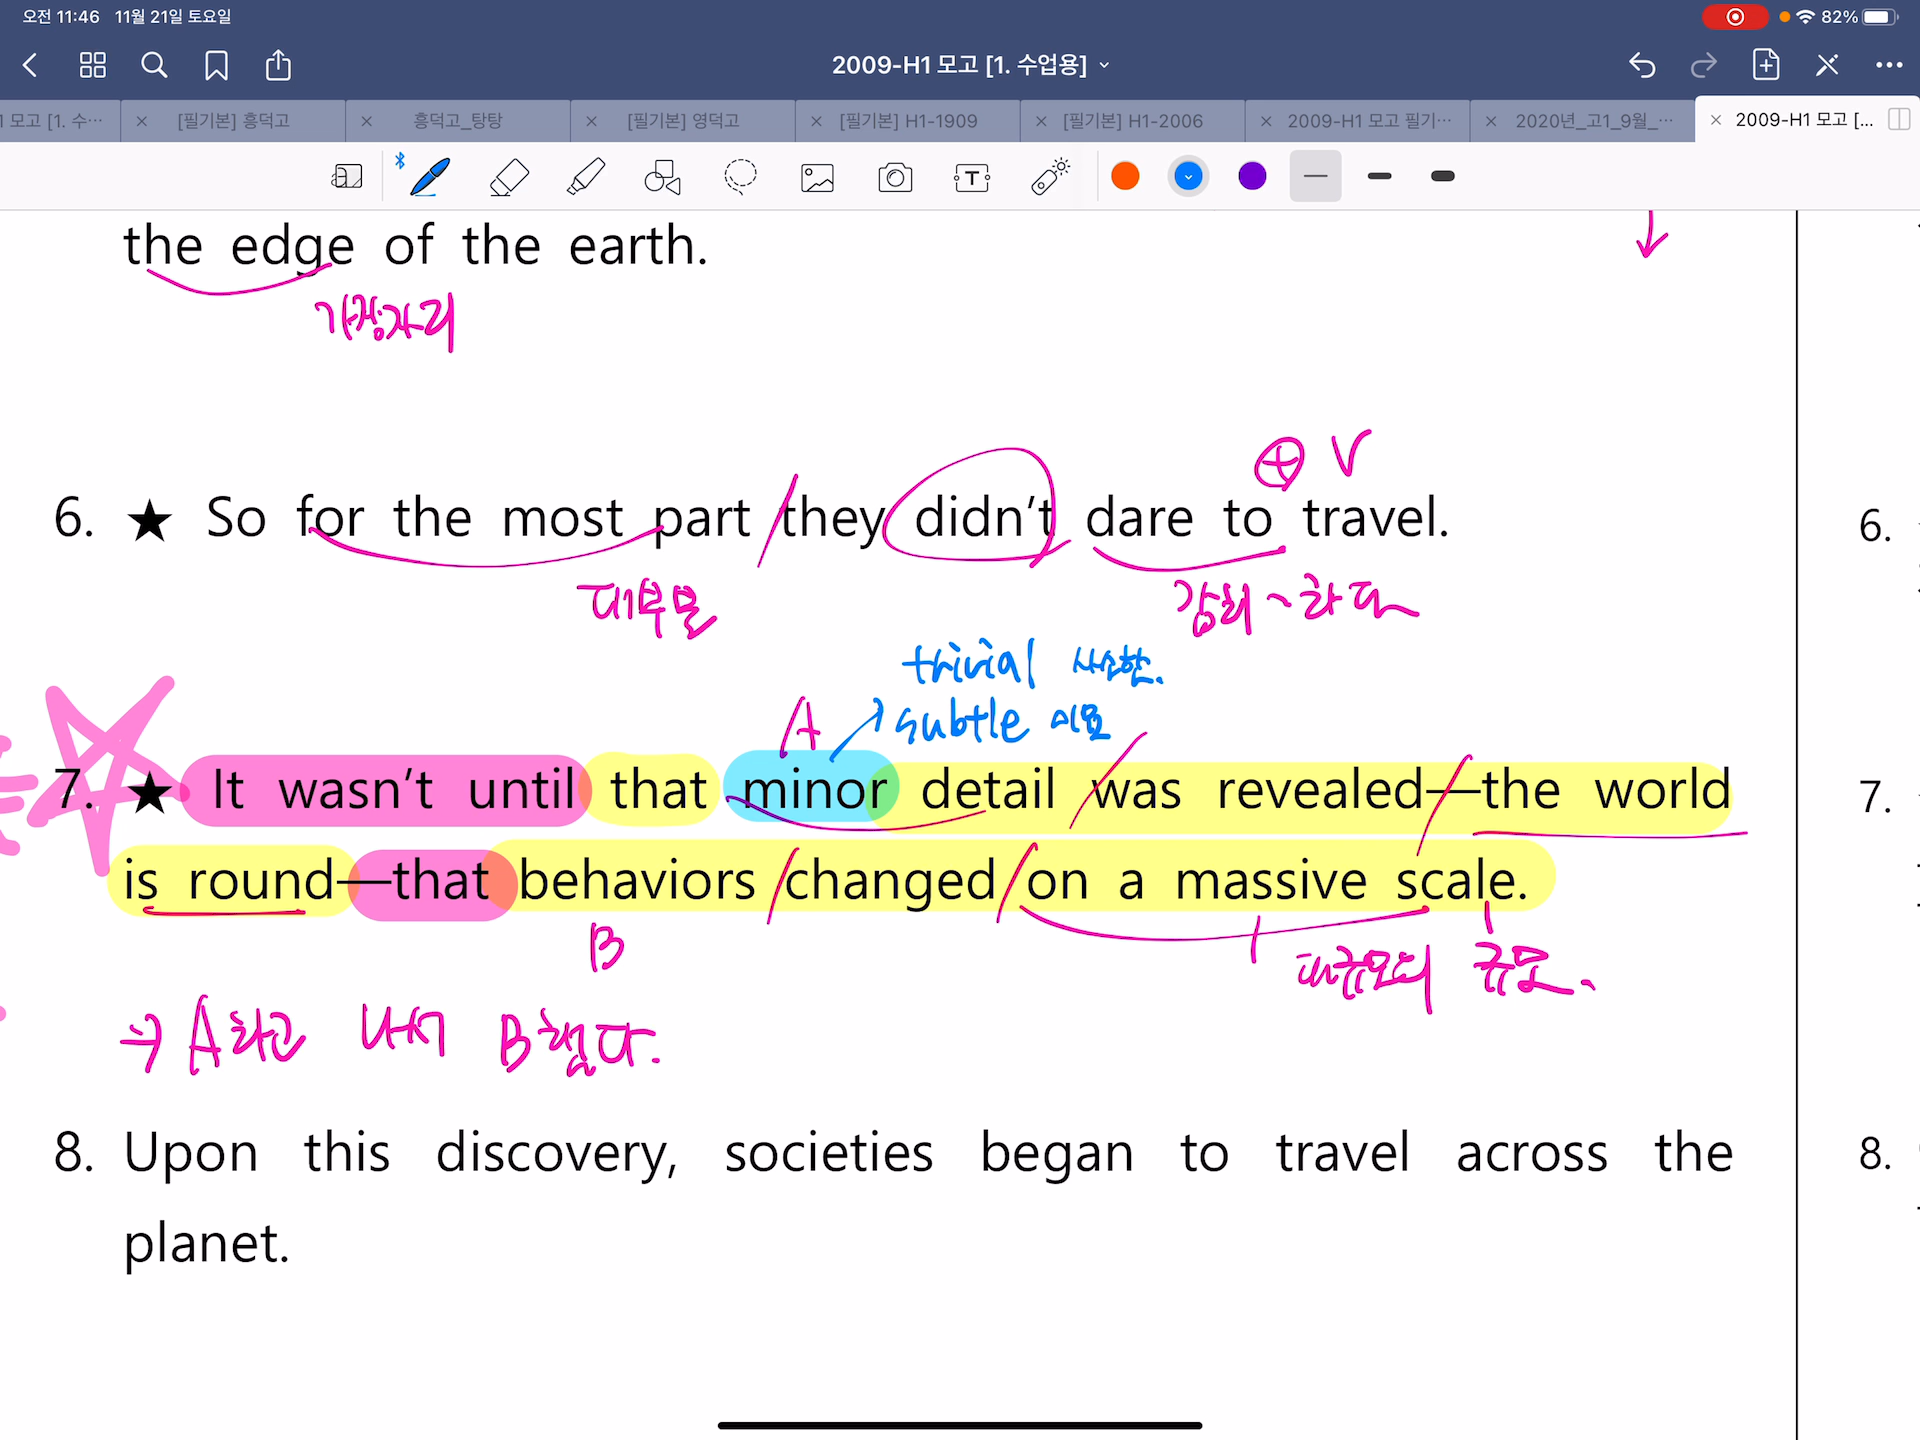 오전 11:46 11월 21일 토요일 82%
2009-H1 모고 [1. 수업용]
모고 [1. 수… [필기본] 흥덕고 흥덕고_탕탕 [필기본] 영덕고 [필기본] H1-1909 [필기본] H1-2006 2009-H1 모고 필기… 2020년_고1_9월_… 2009-H1 모고 [...
the edge of the earth.
가장자리
⊕ V
6. ★ So for the most part / they didn't dare to travel.
6.
대부분 감히 ~하다
trivial 사소한.
A subtle 미묘
7. ★ It wasn't until that minor detail / was revealed—/the world
7.
is round—that behaviors / changed / on a massive scale.
B 대규모의 규모.
⇒ A하고 나서 B했다.
8. Upon this discovery, societies began to travel across the
8.
planet.